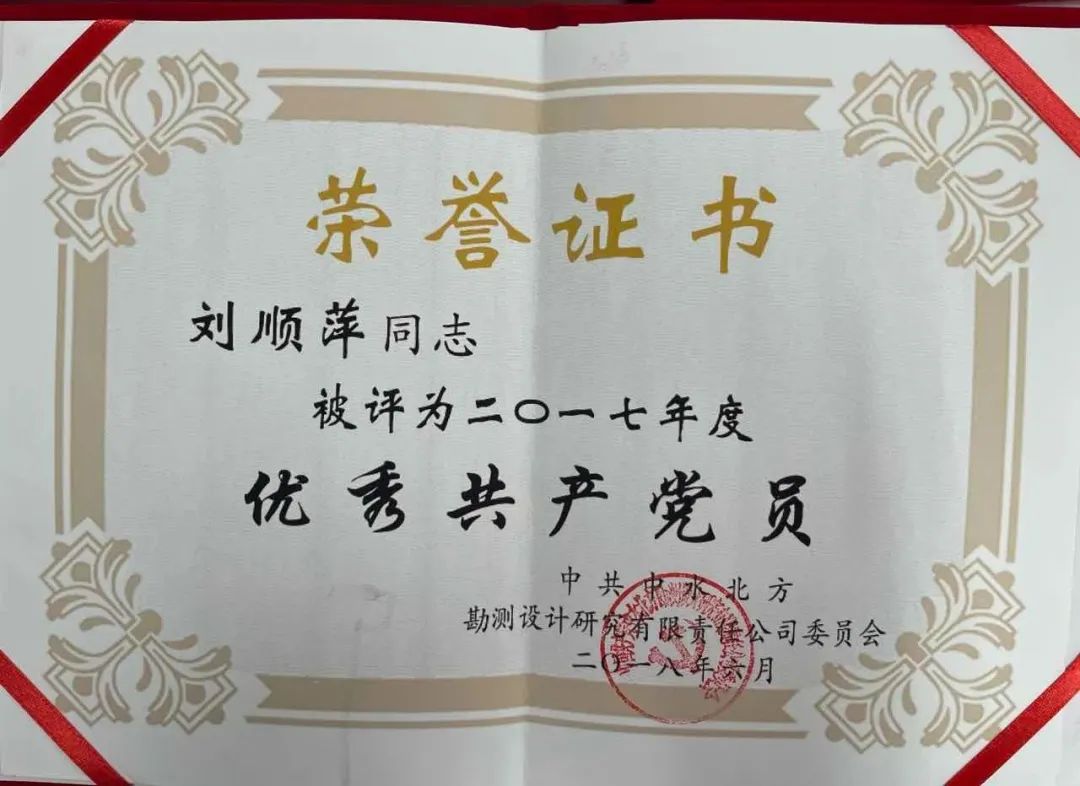 荣誉证书
刘顺萍同志
被评为二〇一七年度
优秀共产党员
中共中水北方
勘测设计研究有限责任公司委员会
二〇一八年六月